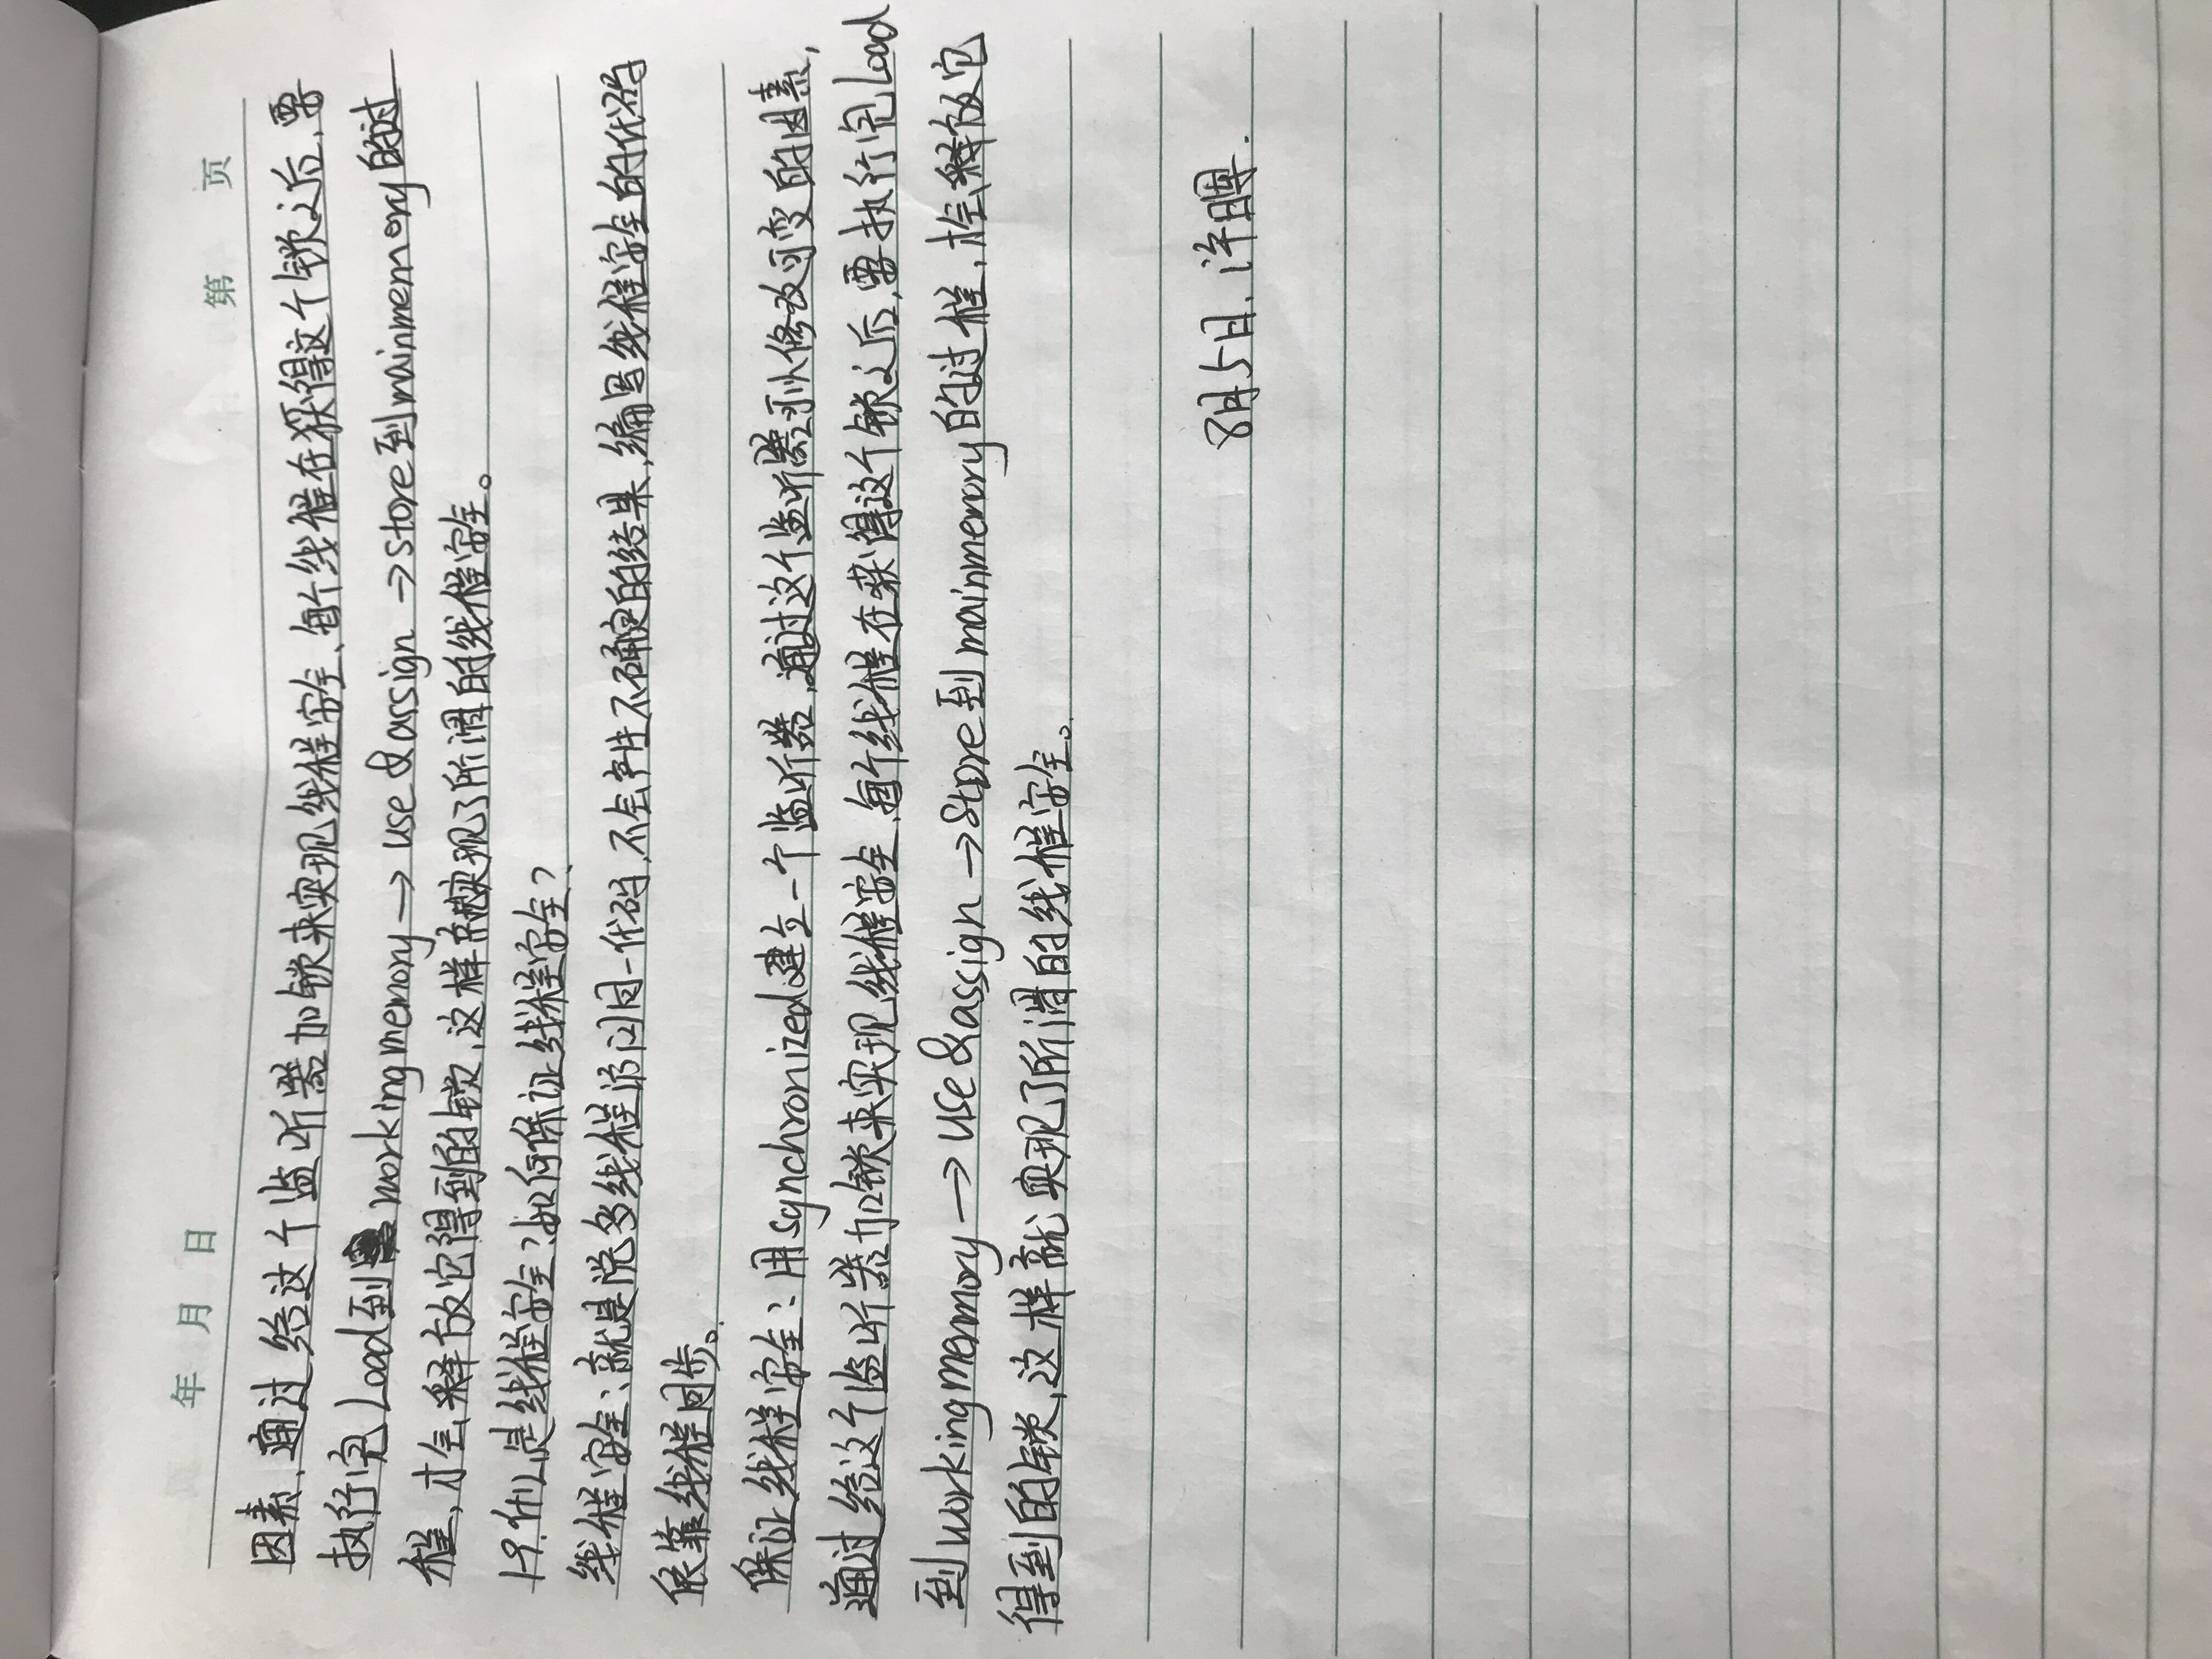 年 月 日
第 页
因素,通过给这个监听器加锁来实现线程安全、每个线程在获得这个锁之后,要
执行完Load到 working memory → use & assign → store到mainmemory的过
程,才会释放它得到的锁,这样就实现了所谓的线程安全。
19.什么是线程安全?如何保证线程安全?
线程安全:就是说多线程访问同一代码,不会产生不确定的结果,编写线程安全的代码
依靠线程同步。
保证线程安全:用synchronized建立一个监听器,通过这个监听器可以修改可变的因素,
通过给这个监听器加锁来实现线程安全,每个线程在获得这个锁之后,要执行完Load
到working menmory → use & assign → store到mainmemory的过程,才会释放它
得到的锁,这样就实现了所谓的线程安全。
8月5日. 许